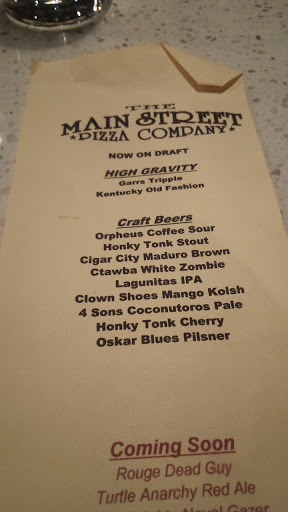 THE
MAIN STREET
PIZZA COMPANY
NOW ON DRAFT
HIGH GRAVITY
Garrs Tripple
Kentucky Old Fashion
Craft Beers
Orpheus Coffee Sour
Honky Tonk Stout
Cigar City Maduro Brown
Ctawba White Zombie
Lagunitas IPA
Clown Shoes Mango Kolsh
4 Sons Coconutoros Pale
Honky Tonk Cherry
Oskar Blues Pilsner
Coming Soon
Rouge Dead Guy
Turtle Anarchy Red Ale
Navel Gazer